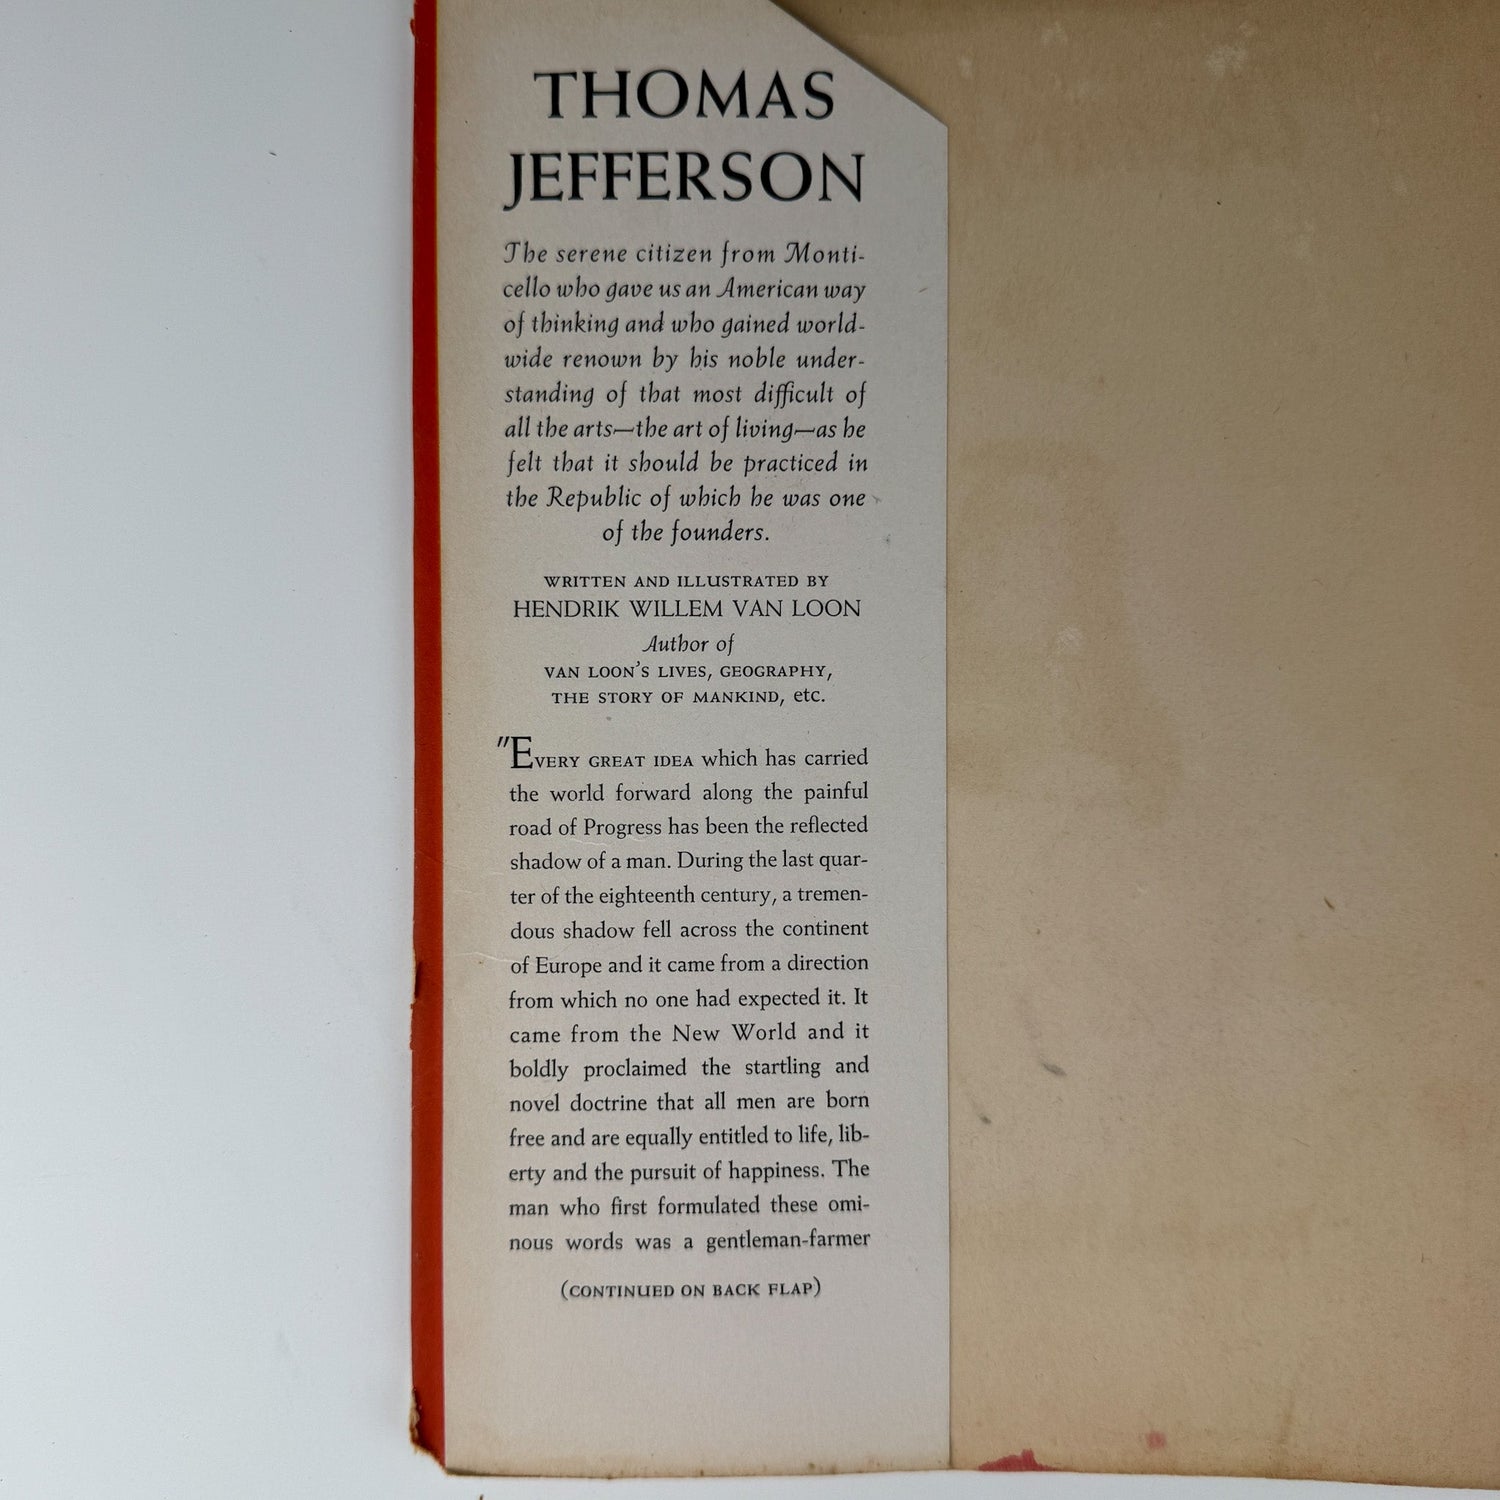 THOMAS
JEFFERSON
The serene citizen from Monti-
cello who gave us an American way
of thinking and who gained world-
wide renown by his noble under-
standing of that most difficult of
all the arts—the art of living—as he
felt that it should be practiced in
the Republic of which he was one
of the founders.
WRITTEN AND ILLUSTRATED BY
HENDRIK WILLEM VAN LOON
Author of
VAN LOON'S LIVES, GEOGRAPHY,
THE STORY OF MANKIND, etc.
"EVERY GREAT IDEA which has carried
the world forward along the painful
road of Progress has been the reflected
shadow of a man. During the last quar-
ter of the eighteenth century, a tremen-
dous shadow fell across the continent
of Europe and it came from a direction
from which no one had expected it. It
came from the New World and it
boldly proclaimed the startling and
novel doctrine that all men are born
free and are equally entitled to life, lib-
erty and the pursuit of happiness. The
man who first formulated these omi-
nous words was a gentleman-farmer
(CONTINUED ON BACK FLAP)